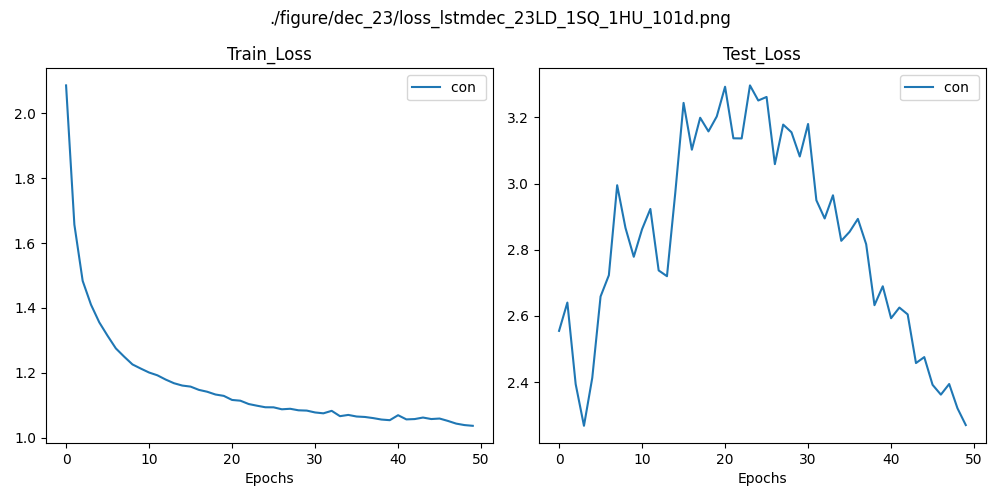 ./figure/dec_23/loss_lstmdec_23LD_1SQ_1HU_101d.png
Train_Loss
con
2.0
1.8
1.6
1.4
1.2
1.0
0 10 20 30 40 50
Epochs
Test_Loss
con
3.2
3.0
2.8
2.6
2.4
0 10 20 30 40 50
Epochs